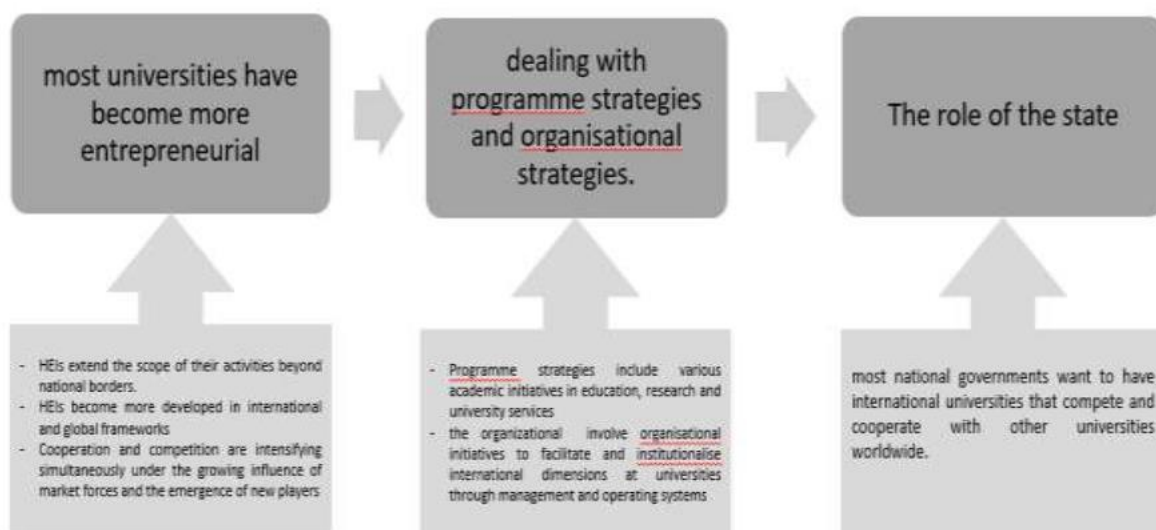 most universities have
become more
entrepreneurial
dealing with
programme strategies
and organisational
strategies.
The role of the state
- HEIs extend the scope of their activities beyond
national borders.
- HEIs become more developed in international
and global frameworks
- Cooperation and competition are intensifying
simultaneously under the growing influence of
market forces and the emergence of new players
- Programme strategies include various
academic initiatives in education, research and
university services
- the organizational involve organisational
initiatives to facilitate and institutionalise
international dimensions at universities
through management and operating systems
most national governments want to have
international universities that compete and
cooperate with other universities
worldwide.